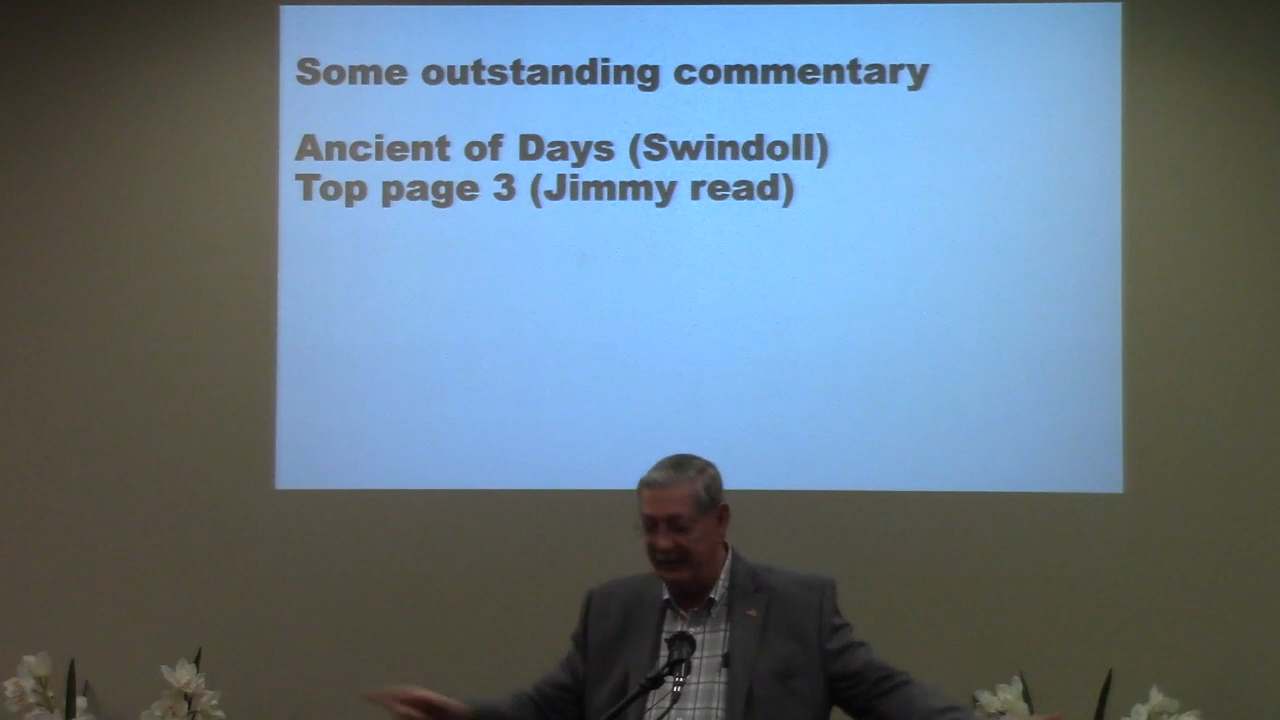 Some outstanding commentary
Ancient of Days (Swindoll)
Top page 3 (Jimmy read)